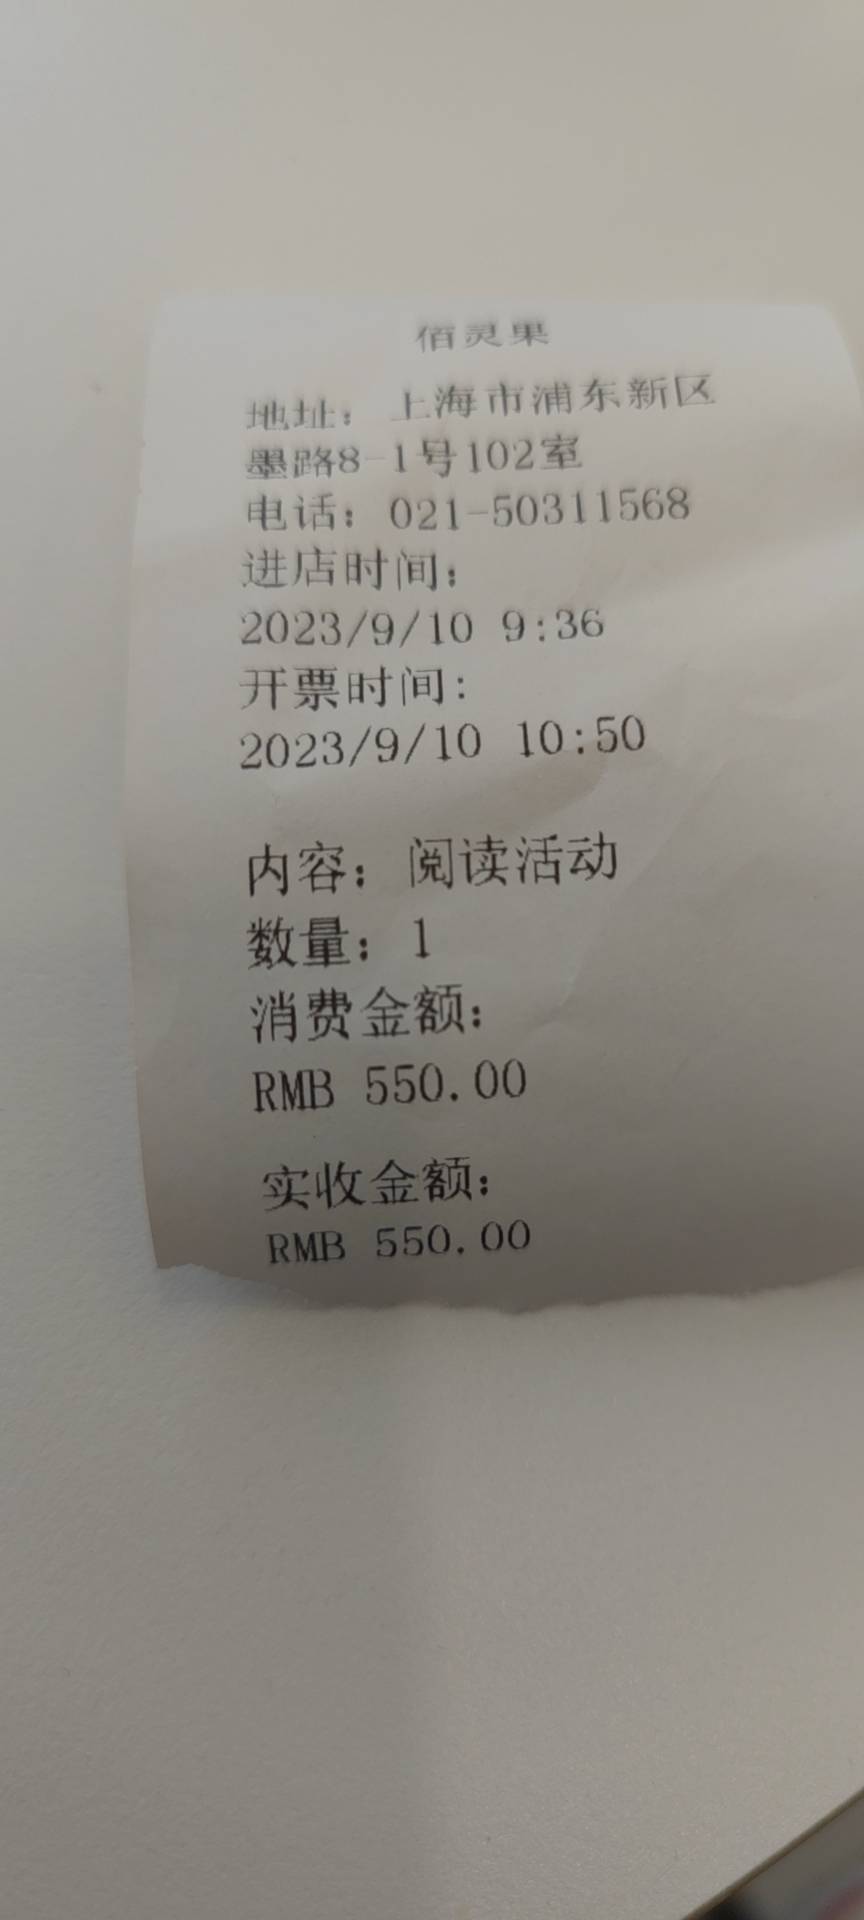 佰灵果
地址：上海市浦东新区
墨路8-1号102室
电话：021-50311568
进店时间：
2023/9/10 9:36
开票时间：
2023/9/10 10:50
内容：阅读活动
数量：1
消费金额：
RMB 550.00
实收金额：
RMB 550.00